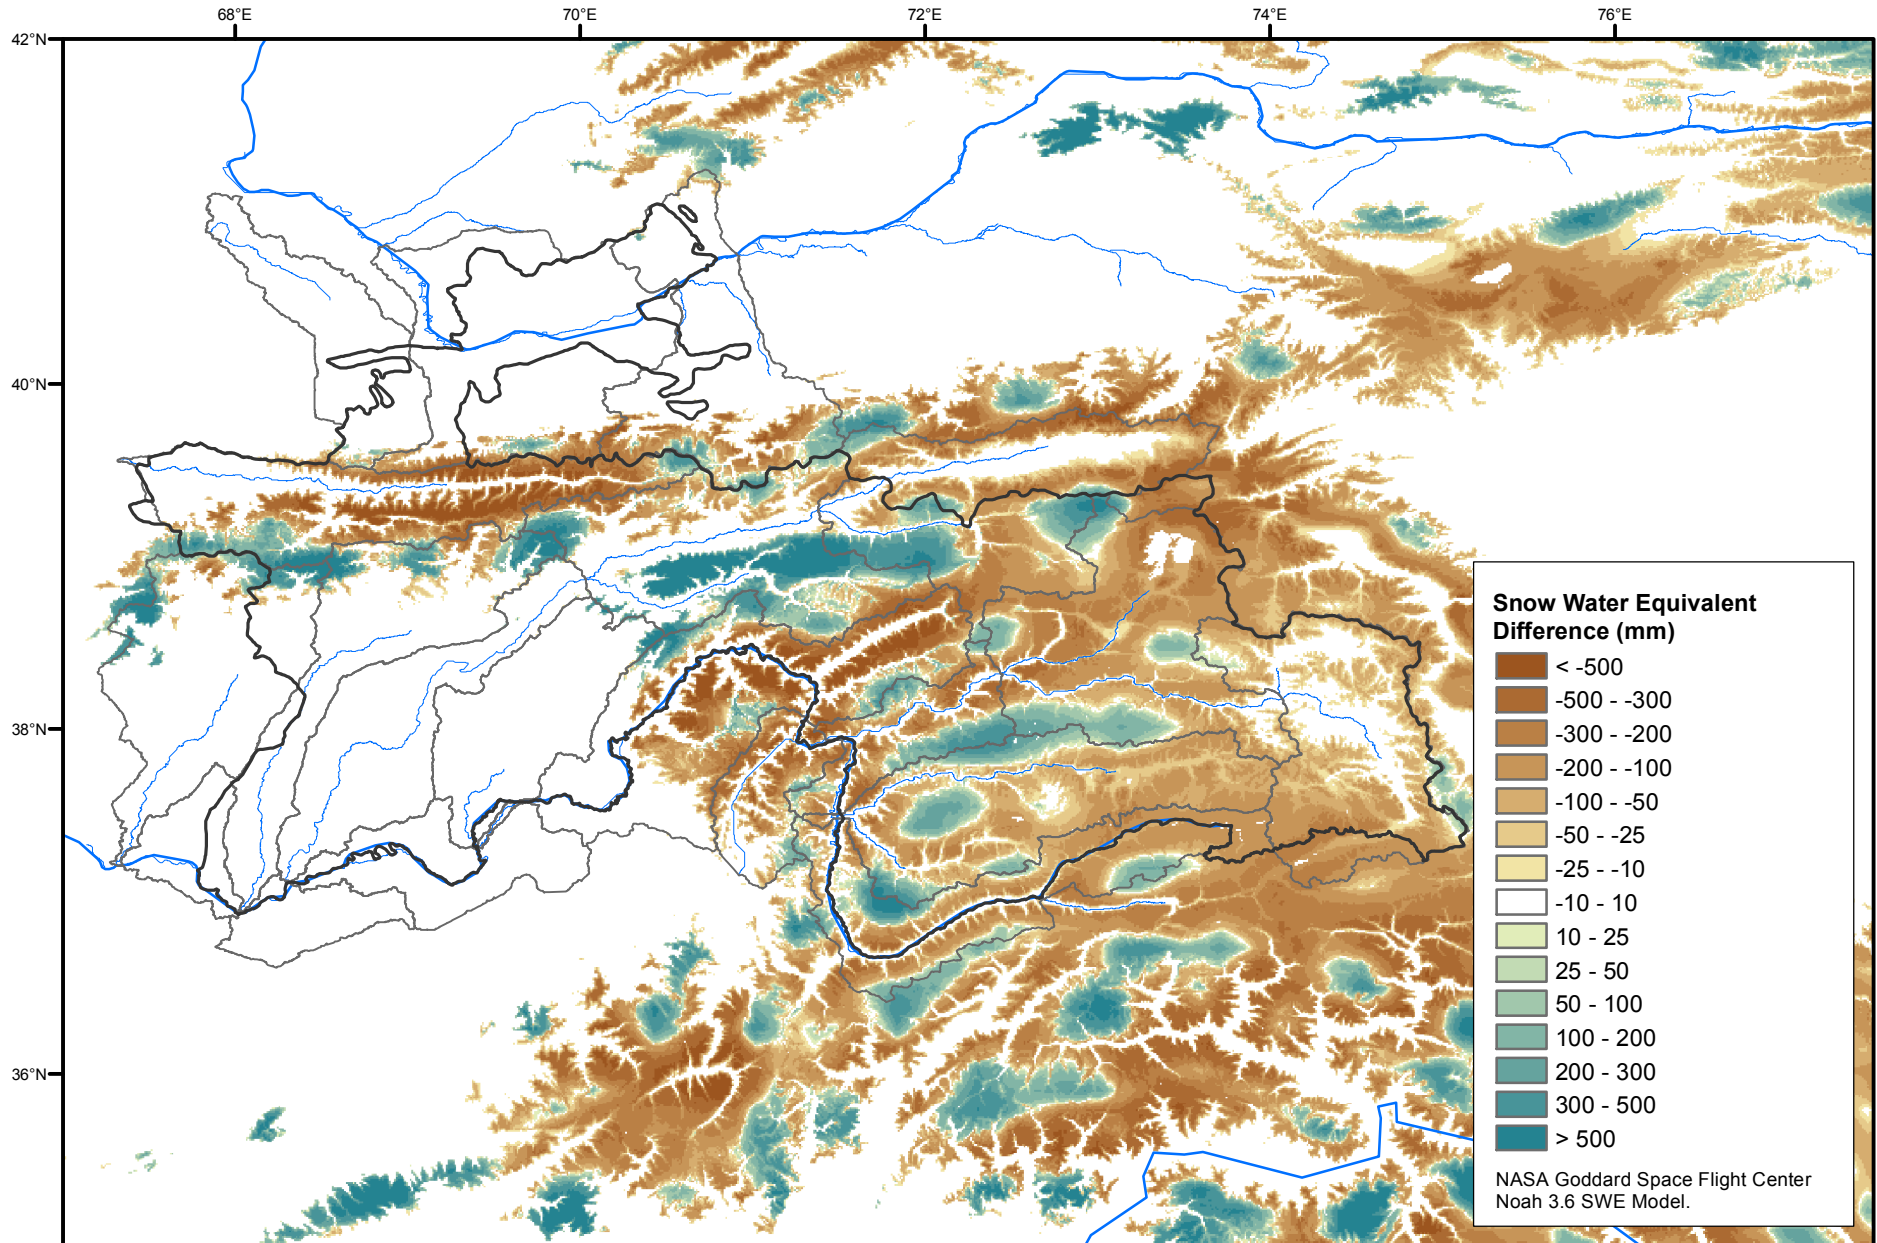 68°E
70°E
72°E
74°E
76°E
42°N
40°N
38°N
36°N
Snow Water Equivalent
Difference (mm)
< -500
-500 - -300
-300 - -200
-200 - -100
-100 - -50
-50 - -25
-25 - -10
-10 - 10
10 - 25
25 - 50
50 - 100
100 - 200
200 - 300
300 - 500
> 500
NASA Goddard Space Flight Center
Noah 3.6 SWE Model.